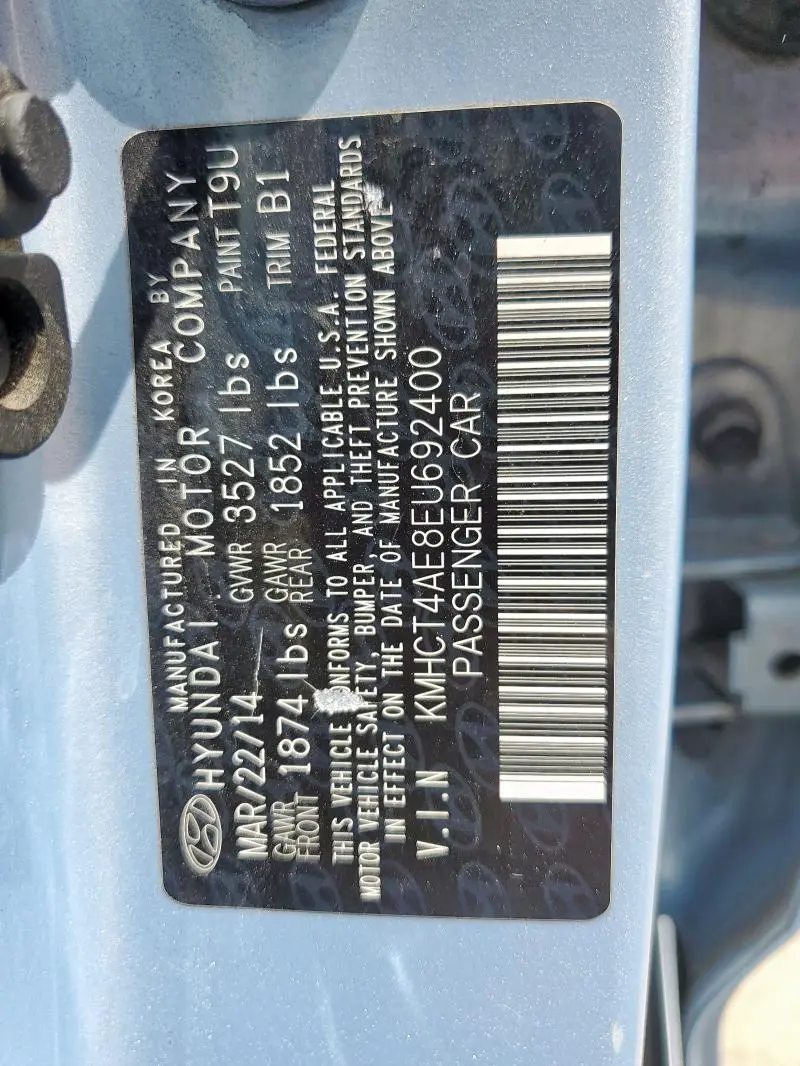 MANUFACTURED IN KOREA BY
HYUNDAI MOTOR COMPANY
MAR/22/14 GVWR 3527 lbs PAINT T9U
GAWR FRONT 1874 lbs GAWR REAR 1852 lbs TRIM B1
THIS VEHICLE NFORMS TO ALL APPLICABLE U.S.A. FEDERAL
MOTOR VEHICLE SAFETY, BUMPER, AND THEFT PREVENTION STANDARDS
IN EFFECT ON THE DATE OF MANUFACTURE SHOWN ABOVE
V.I.N KMHCT4AE8EU692400
PASSENGER CAR